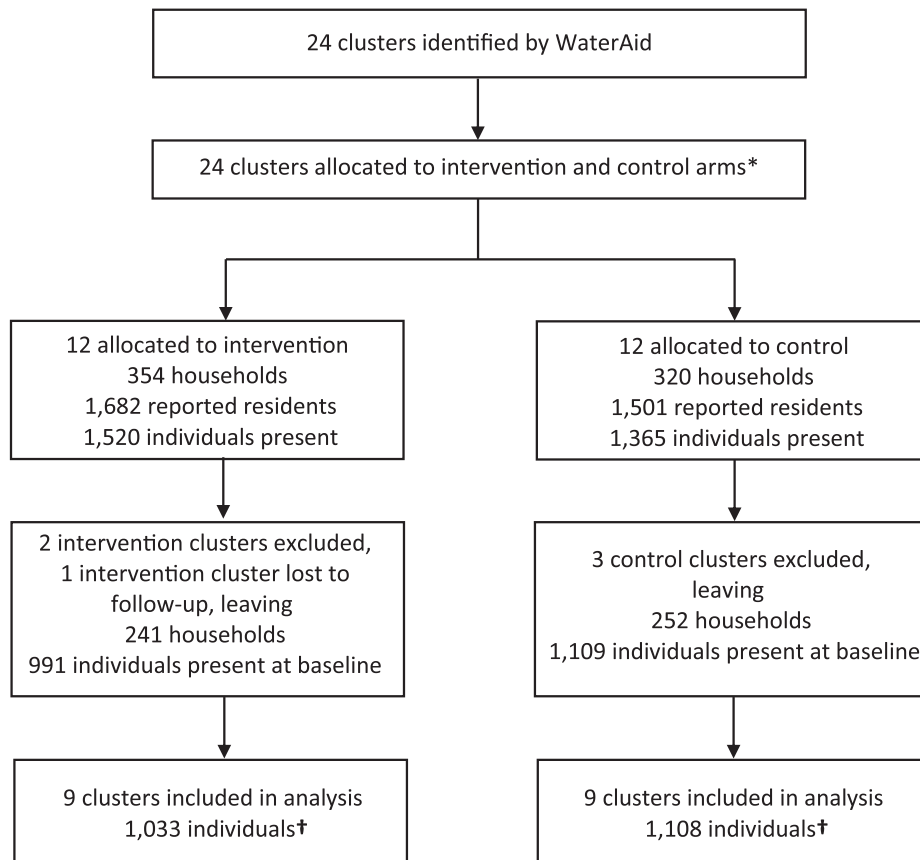 24 clusters identified by WaterAid
24 clusters allocated to intervention and control arms*
12 allocated to intervention
354 households
1,682 reported residents
1,520 individuals present
12 allocated to control
320 households
1,501 reported residents
1,365 individuals present
2 intervention clusters excluded,
1 intervention cluster lost to
follow-up, leaving
241 households
991 individuals present at baseline
3 control clusters excluded,
leaving
252 households
1,109 individuals present at baseline
9 clusters included in analysis
1,033 individuals†
9 clusters included in analysis
1,108 individuals†